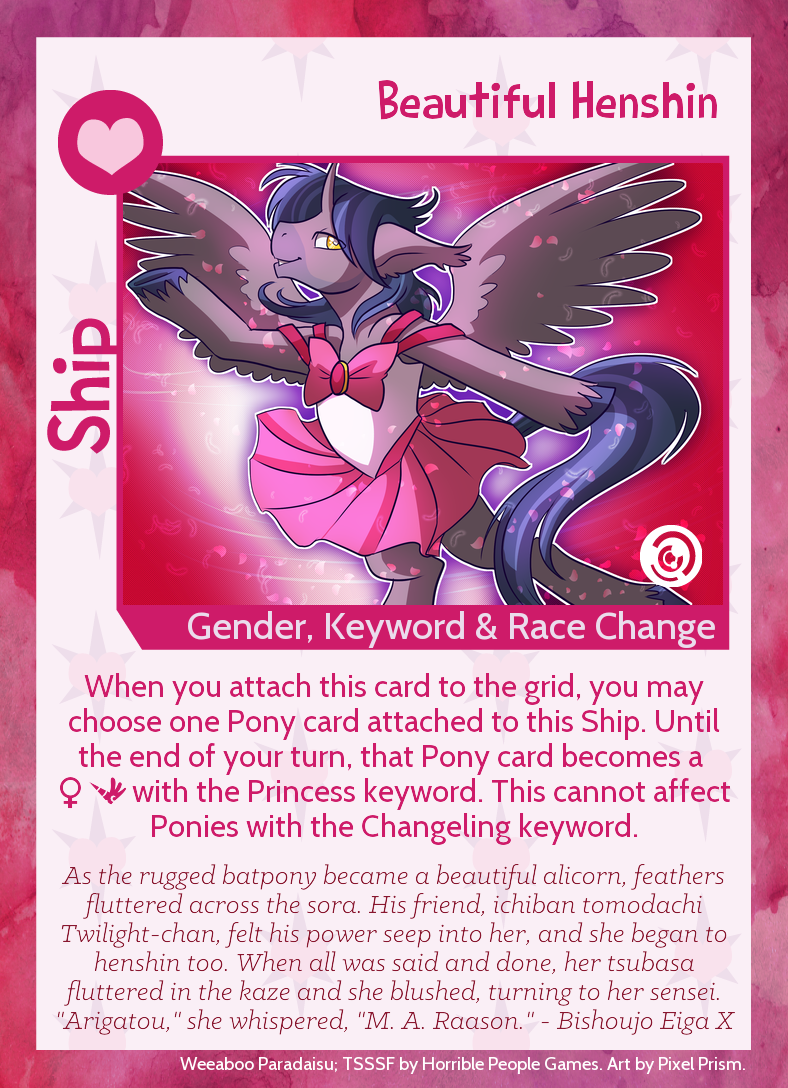 Beautiful Henshin
Ship
Gender, Keyword & Race Change
When you attach this card to the grid, you may
choose one Pony card attached to this Ship. Until
the end of your turn, that Pony card becomes a
♀ with the Princess keyword. This cannot affect
Ponies with the Changeling keyword.
As the rugged batpony became a beautiful alicorn, feathers
fluttered across the sora. His friend, ichiban tomodachi
Twilight-chan, felt his power seep into her, and she began to
henshin too. When all was said and done, her tsubasa
fluttered in the kaze and she blushed, turning to her sensei.
"Arigatou," she whispered, "M. A. Raason." - Bishoujo Eiga X
Weeaboo Paradaisu; TSSSF by Horrible People Games. Art by Pixel Prism.